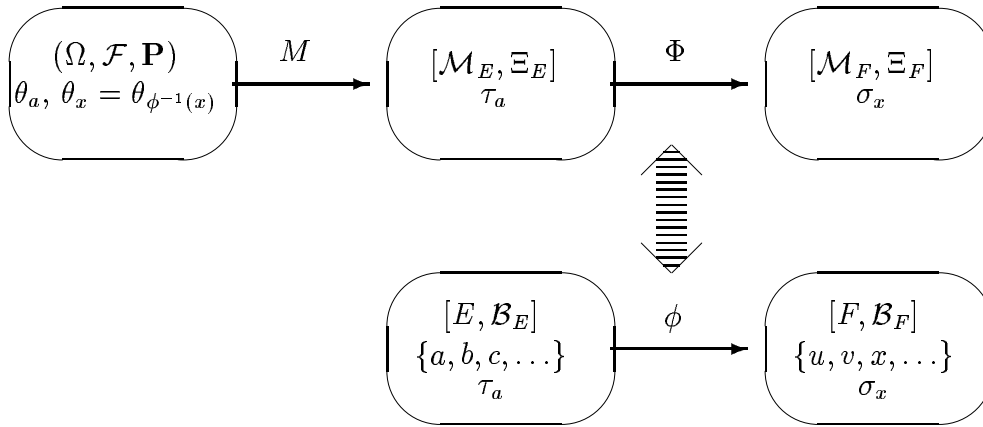 (Ω, ℱ, 𝐏)
θ_a, θ_x = θ_{ϕ^{-1}(x)}
M
[ℳ_E, Ξ_E]
τ_a
Φ
[ℳ_F, Ξ_F]
σ_x
[E, ℬ_E]
{a, b, c, …}
τ_a
ϕ
[F, ℬ_F]
{u, v, x, …}
σ_x